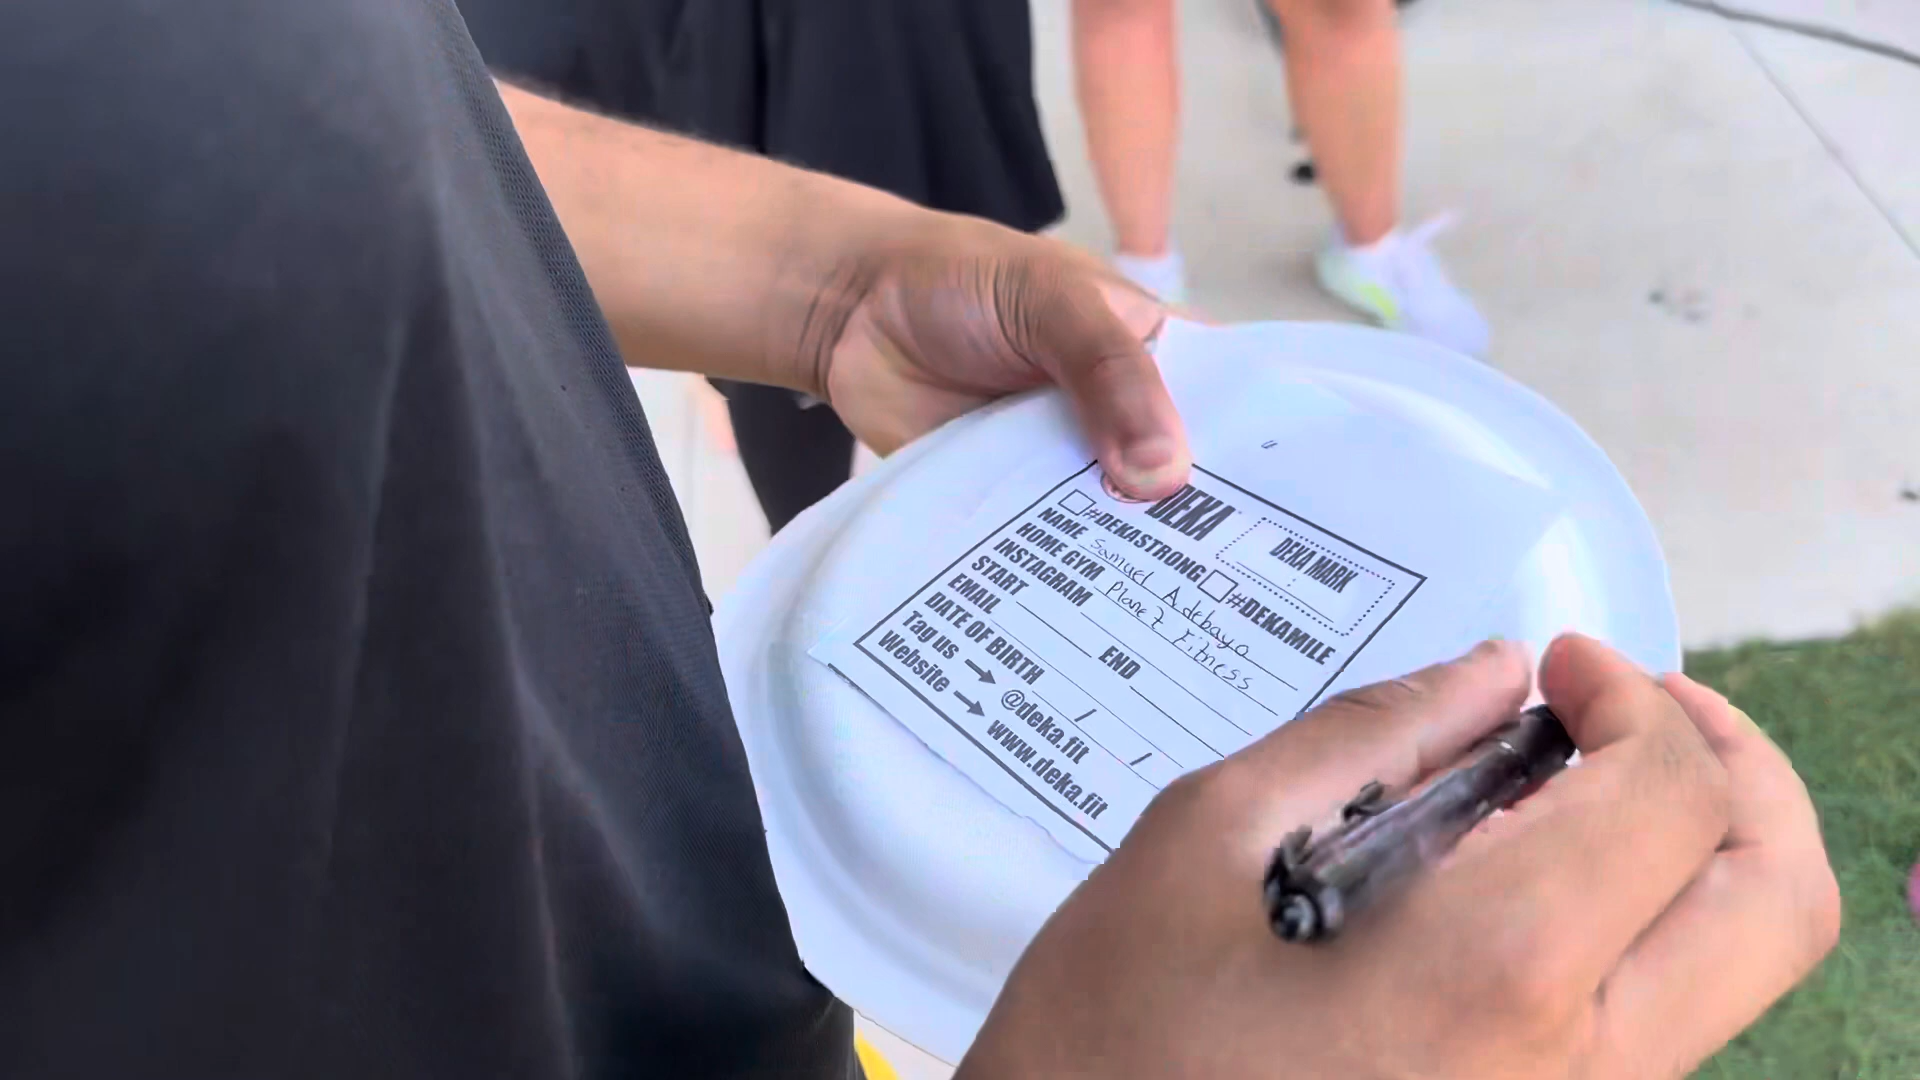 DEKA
DEKA MARK
:
#DEKASTRONG #DEKAMILE
NAME Samuel Adebayo
HOME GYM Planet Fitness
INSTAGRAM
START END
EMAIL
DATE OF BIRTH / /
Tag us → @deka.fit
Website → www.deka.fit